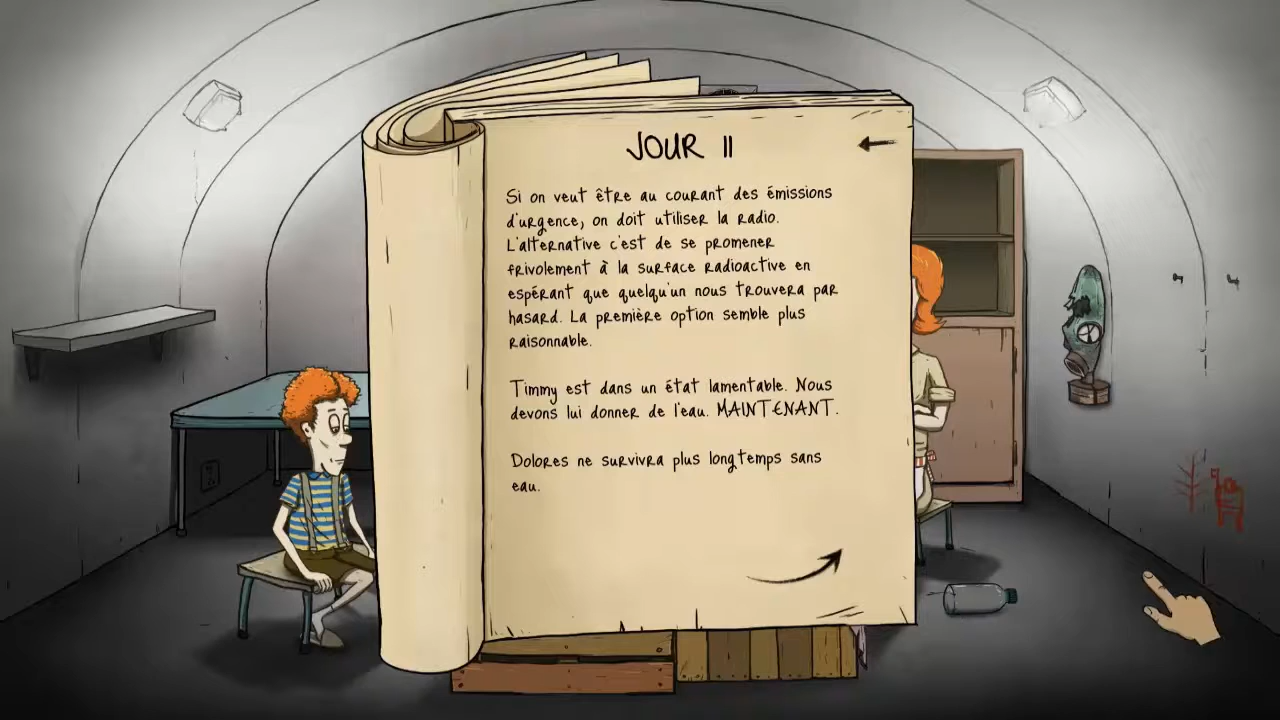 JOUR 11
Si on veut être au courant des émissions
d'urgence, on doit utiliser la radio.
L'alternative c'est de se promener
frivolement à la surface radioactive en
espérant que quelqu'un nous trouvera par
hasard. La première option semble plus
raisonnable.
Timmy est dans un état lamentable. Nous
devons lui donner de l'eau. MAINTENANT.
Dolores ne survivra plus longtemps sans
eau.